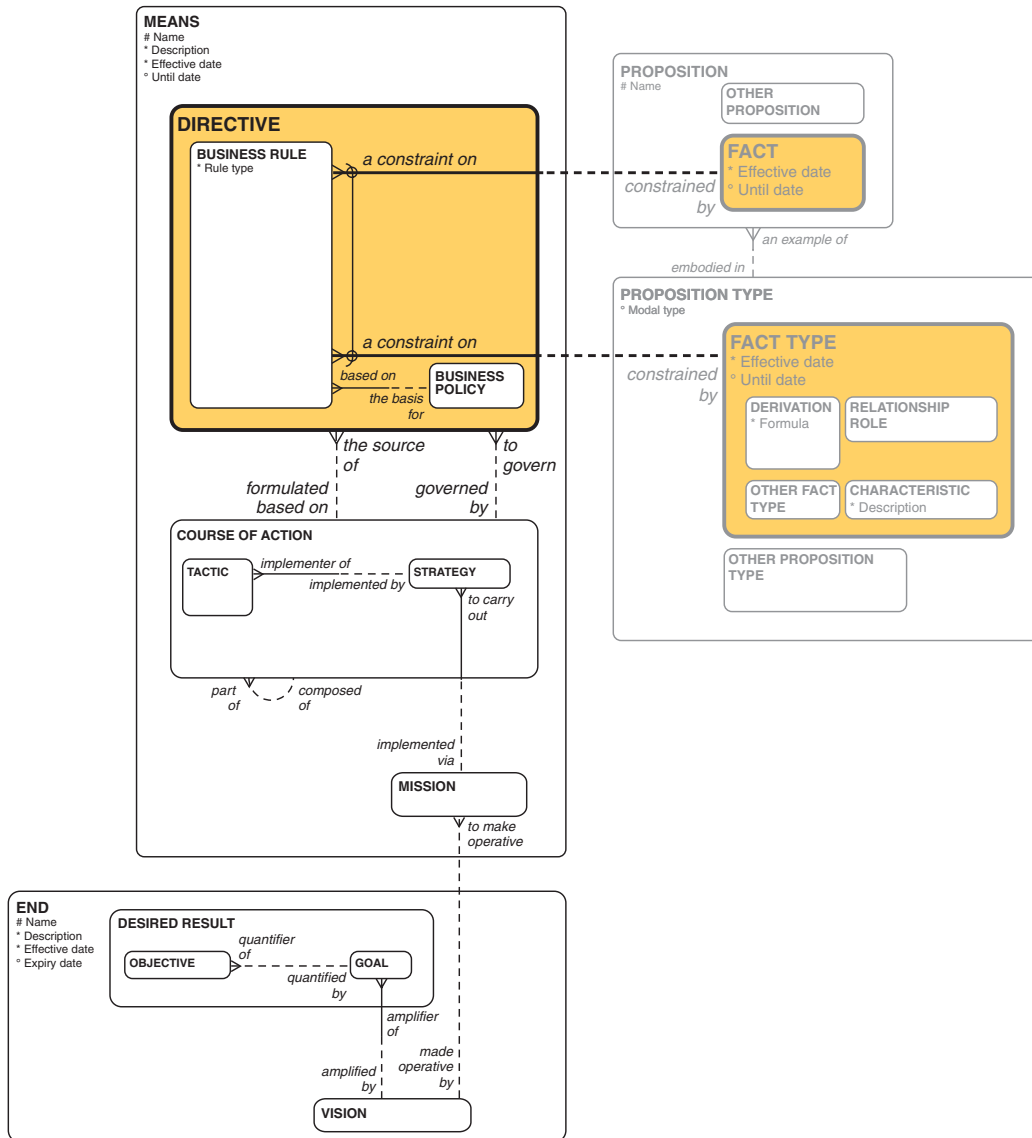 MEANS
# Name
* Description
* Effective date
° Until date
DIRECTIVE
BUSINESS RULE
* Rule type
a constraint on
a constraint on
based on
the basis
for
BUSINESS
POLICY
the source
of
to
govern
formulated
based on
governed
by
COURSE OF ACTION
TACTIC
implementer of
implemented by
STRATEGY
to carry
out
part
of
composed
of
implemented
via
MISSION
to make
operative
PROPOSITION
# Name
OTHER
PROPOSITION
FACT
* Effective date
° Until date
constrained
by
an example of
embodied in
PROPOSITION TYPE
° Modal type
FACT TYPE
* Effective date
° Until date
constrained
by
DERIVATION
* Formula
RELATIONSHIP
ROLE
OTHER FACT
TYPE
CHARACTERISTIC
* Description
OTHER PROPOSITION
TYPE
END
# Name
* Description
* Effective date
° Expiry date
DESIRED RESULT
OBJECTIVE
quantifier
of
quantified
by
GOAL
amplifier
of
amplified
by
made
operative
by
VISION